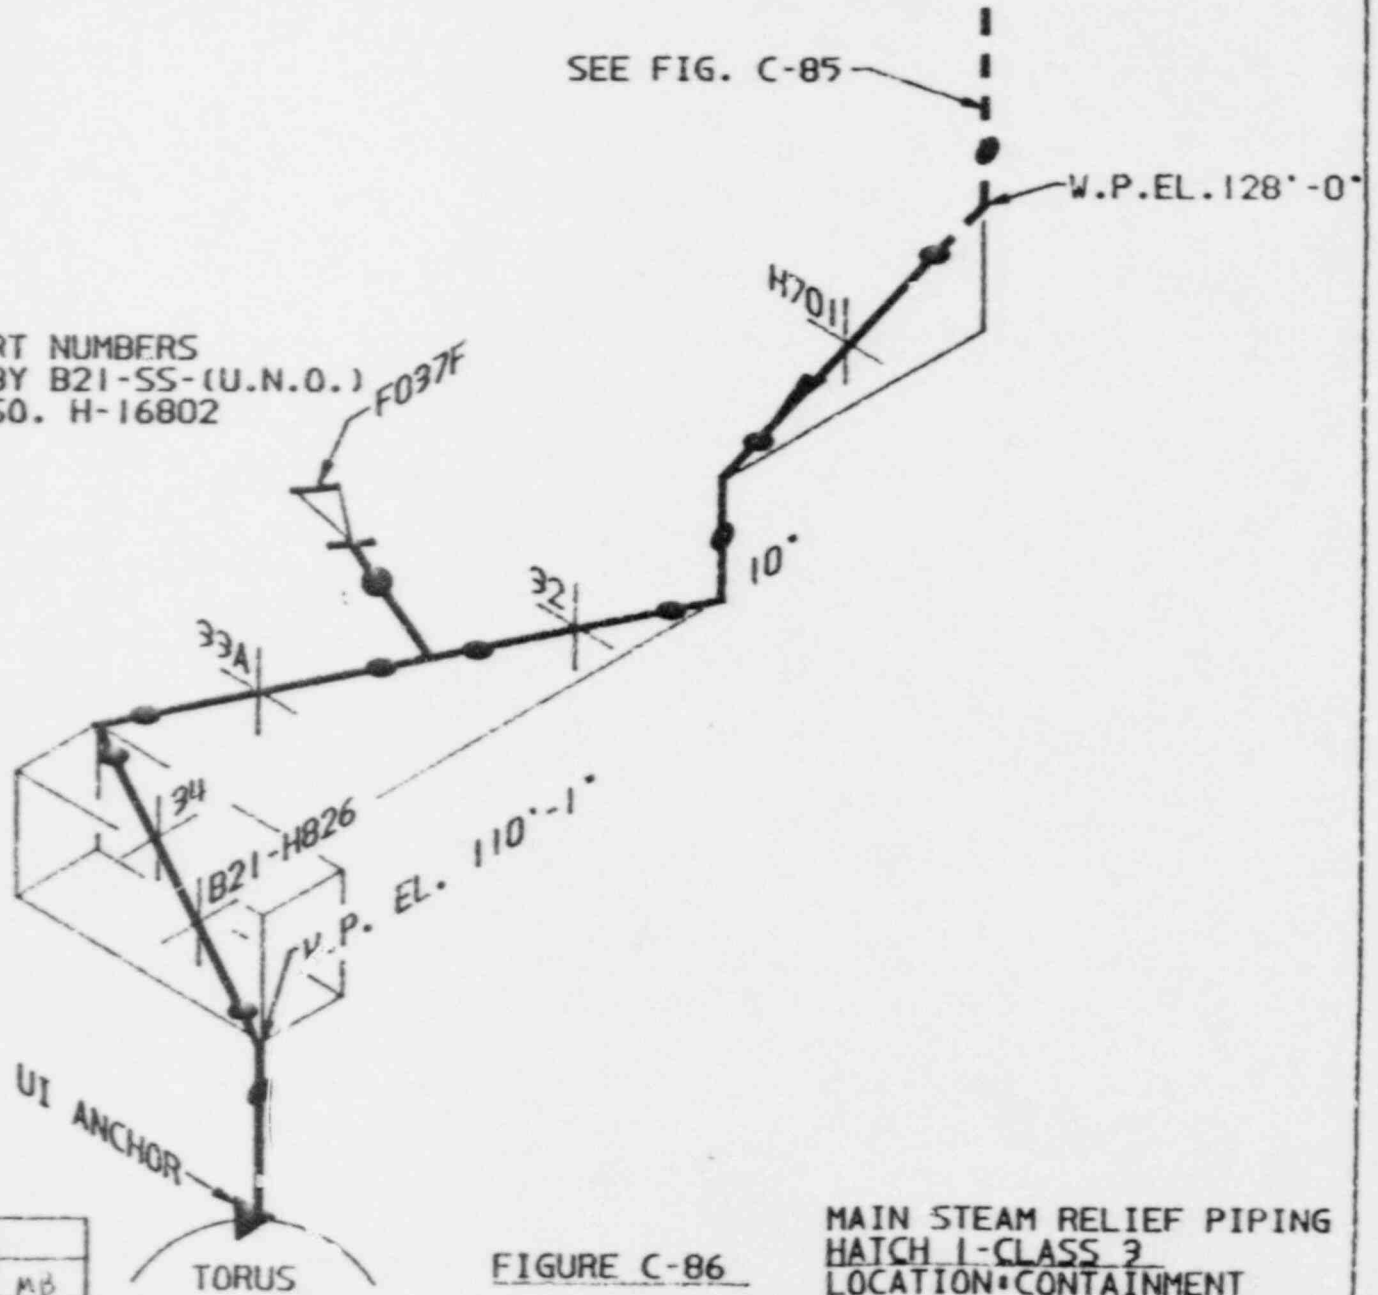 SEE FIG. C-85
W.P.EL.128'-0"
H701
RT NUMBERS
BY B21-SS-(U.N.O.)
SO. H-16802
F037F
10"
32
33A
34
B21-H826
W.P. EL. 110'-1"
UI ANCHOR
TORUS
MB
FIGURE C-86
MAIN STEAM RELIEF PIPING
HATCH 1-CLASS 3
LOCATION:CONTAINMENT